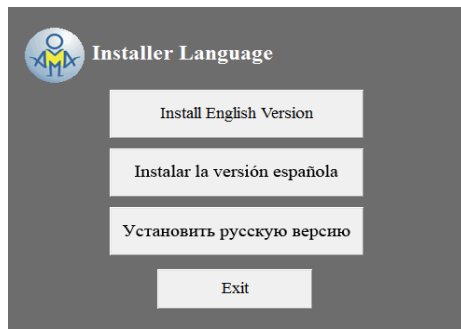 Installer Language
Install English Version
Instalar la versión española
Установить русскую версию
Exit